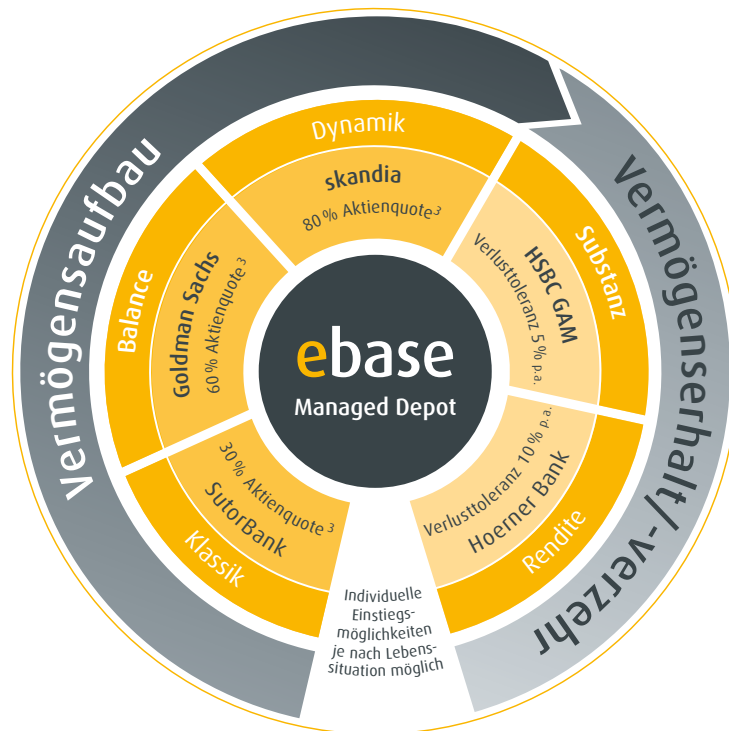 Vermögensaufbau
Vermögenserhalt/-verzehr
Dynamik
skandia
80 % Aktienquote³
Substanz
HSBC GAM
Verlusttoleranz 5 % p.a.
Balance
Goldman Sachs
60 % Aktienquote³
ebase
Managed Depot
30 % Aktienquote³
SutorBank
Klassik
Verlusttoleranz 10 % p.a.
Hoerner Bank
Rendite
Individuelle
Einstiegs-
möglichkeiten
je nach Lebens-
situation möglich